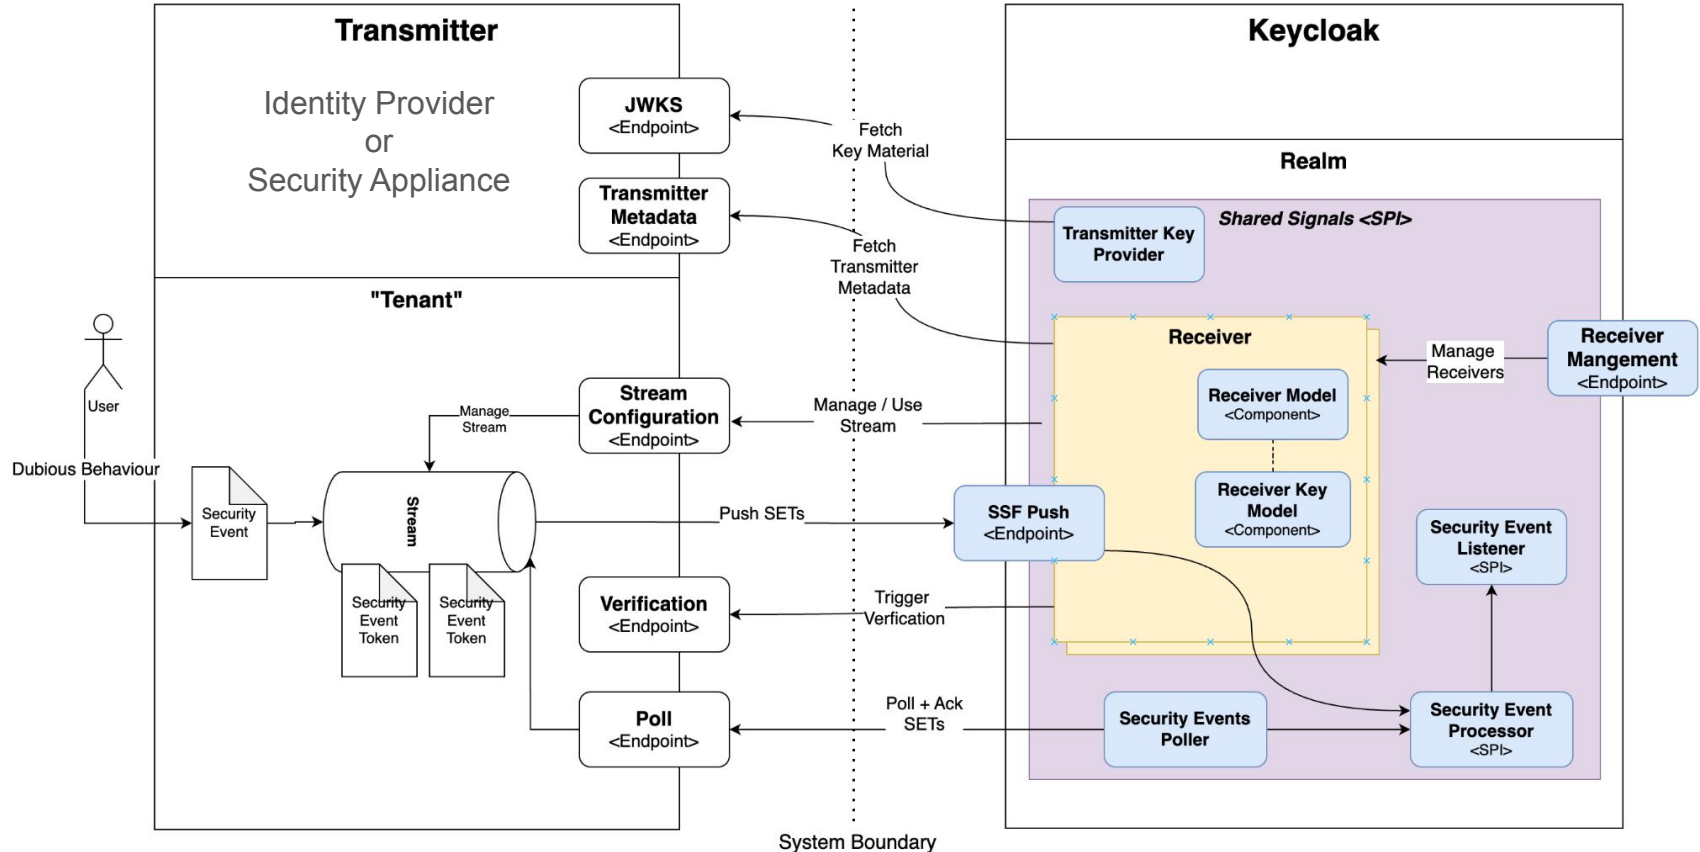 Transmitter
Identity Provider
or
Security Appliance
JWKS
<Endpoint>
Transmitter
Metadata
<Endpoint>
"Tenant"
User
Dubious Behaviour
Security
Event
Manage
Stream
Stream
Configuration
<Endpoint>
Stream
Security
Event
Token
Security
Event
Token
Verification
<Endpoint>
Poll
<Endpoint>
Fetch
Key Material
Fetch
Transmitter
Metadata
Manage / Use
Stream
Push SETs
Trigger
Verfication
Poll + Ack
SETs
System Boundary
Keycloak
Realm
Shared Signals <SPI>
Transmitter Key
Provider
Receiver
Receiver Model
<Component>
Receiver Key
Model
<Component>
Manage
Receivers
Receiver
Mangement
<Endpoint>
SSF Push
<Endpoint>
Security Event
Listener
<SPI>
Security Events
Poller
Security Event
Processor
<SPI>